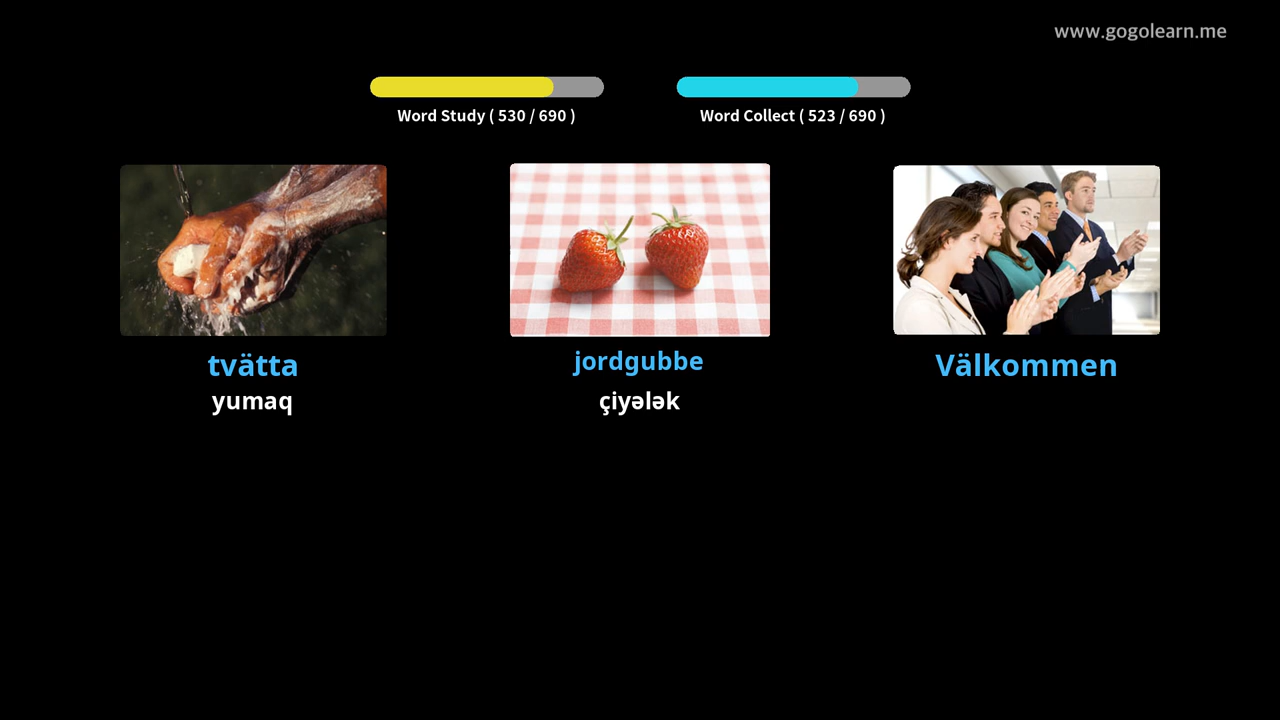 www.gogolearn.me
Word Study ( 530 / 690 )
Word Collect ( 523 / 690 )
tvätta
yumaq
jordgubbe
çiyələk
Välkommen